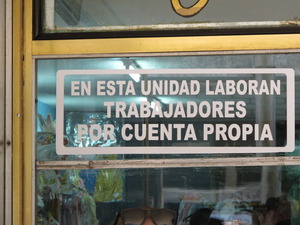 EN ESTA UNIDAD LABORAN
TRABAJADORES
POR CUENTA PROPIA